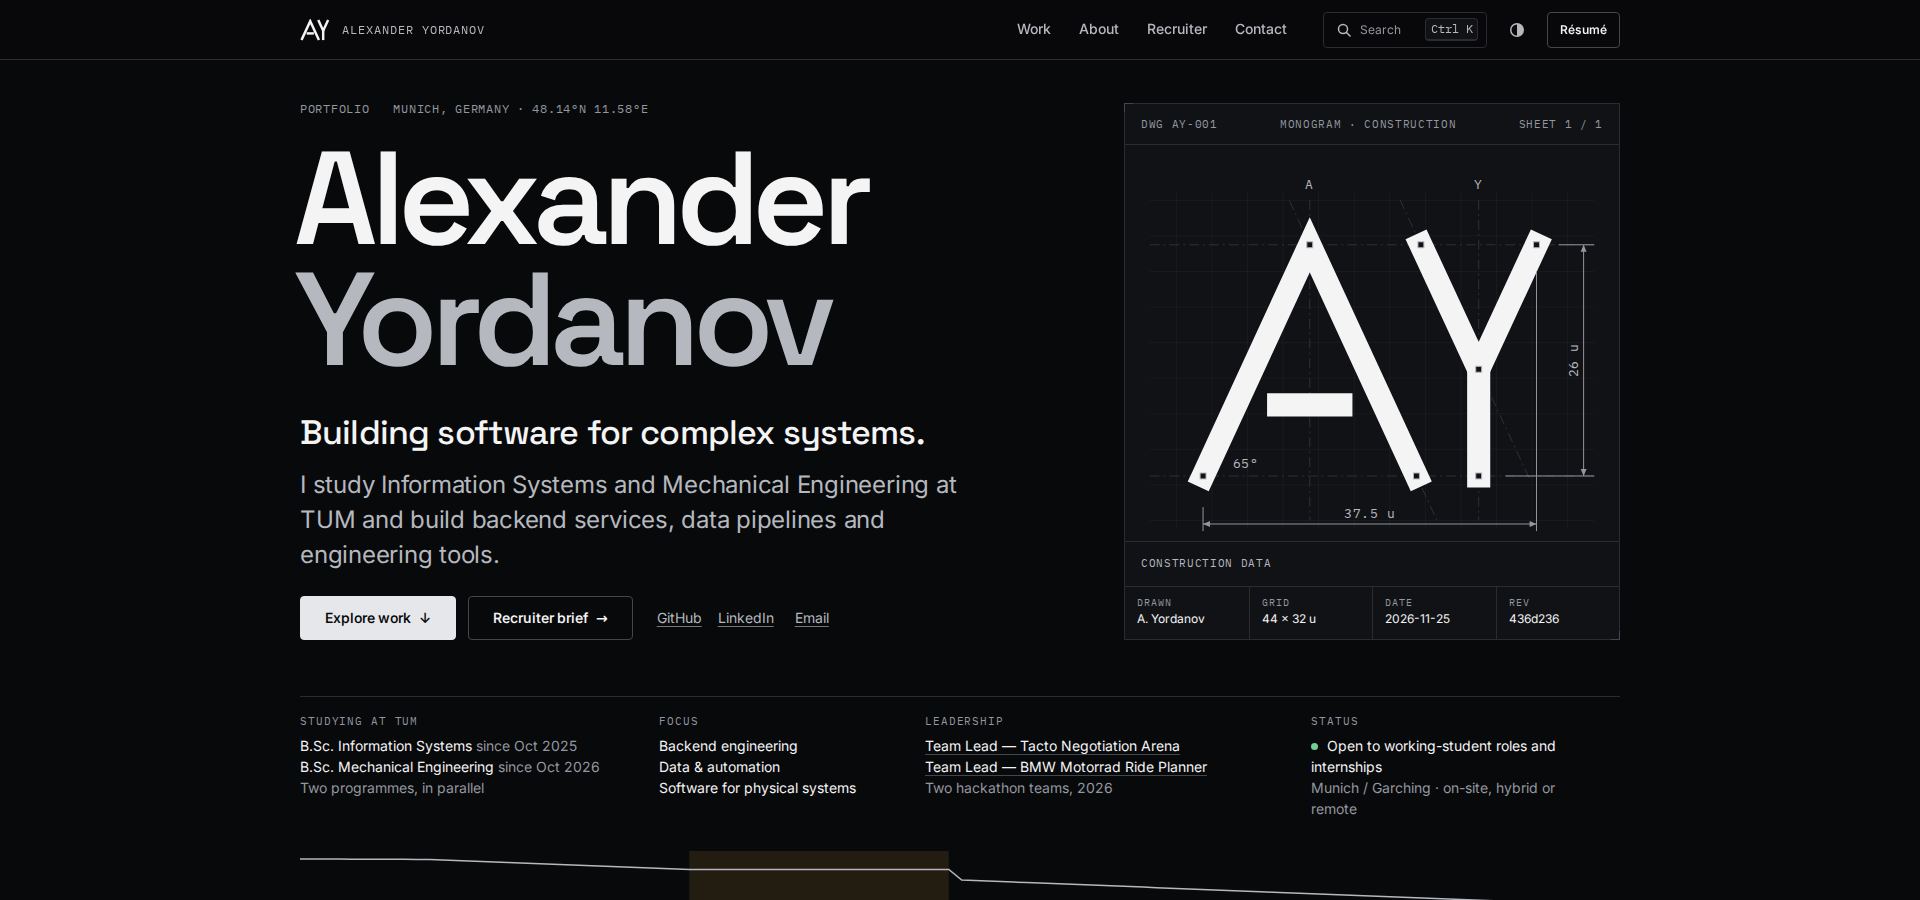 AY ALEXANDER YORDANOV
Work About Recruiter Contact Search Ctrl K Résumé
PORTFOLIO MUNICH, GERMANY · 48.14°N 11.58°E
Alexander
Yordanov
Building software for complex systems.
I study Information Systems and Mechanical Engineering at
TUM and build backend services, data pipelines and
engineering tools.
Explore work ↓ Recruiter brief → GitHub LinkedIn Email
DWG AY-001 MONOGRAM · CONSTRUCTION SHEET 1 / 1
A Y
AY
26 u
65°
37.5 u
CONSTRUCTION DATA
DRAWN GRID DATE REV
A. Yordanov 44 × 32 u 2026-11-25 436d236
STUDYING AT TUM
B.Sc. Information Systems since Oct 2025
B.Sc. Mechanical Engineering since Oct 2026
Two programmes, in parallel
FOCUS
Backend engineering
Data & automation
Software for physical systems
LEADERSHIP
Team Lead — Tacto Negotiation Arena
Team Lead — BMW Motorrad Ride Planner
Two hackathon teams, 2026
STATUS
Open to working-student roles and
internships
Munich / Garching · on-site, hybrid or
remote